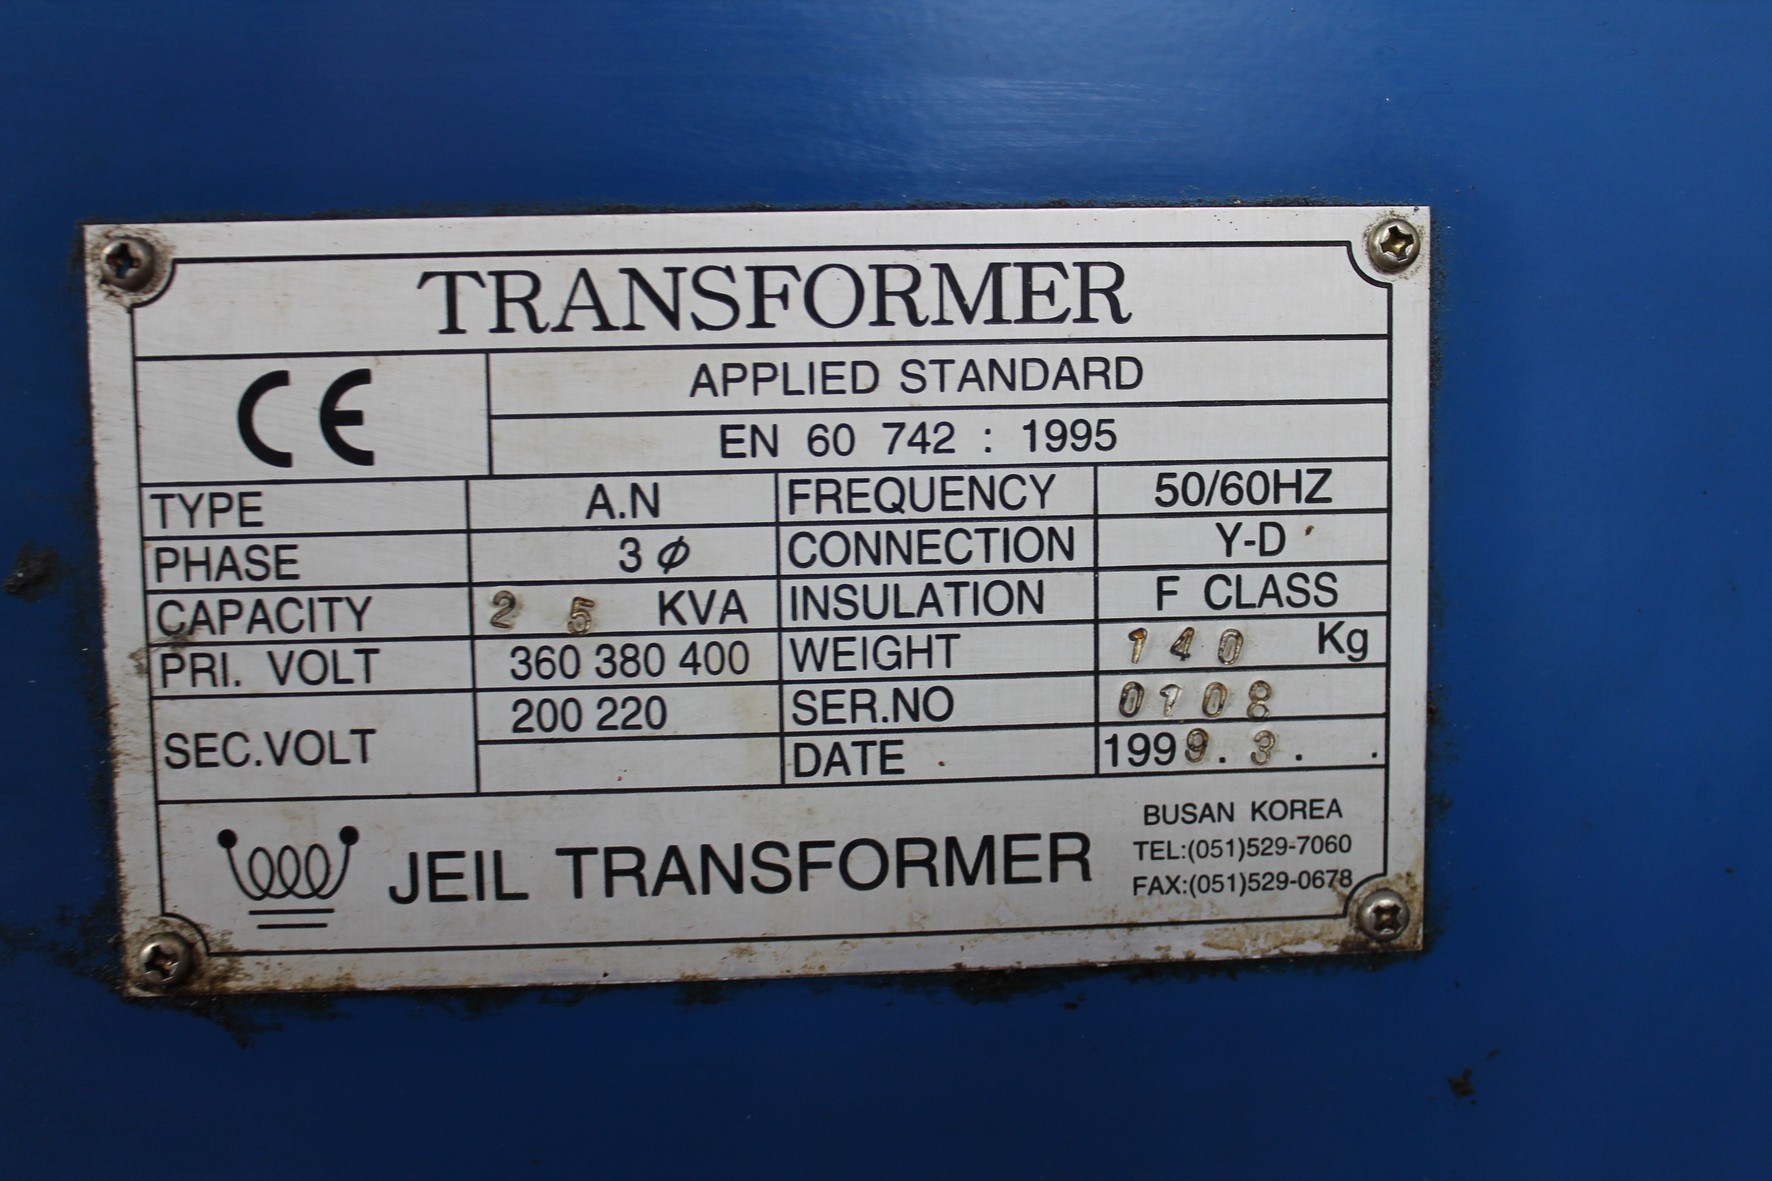 TRANSFORMER
CE
APPLIED STANDARD
EN 60 742 : 1995
TYPE A.N FREQUENCY 50/60HZ
PHASE 3 ϕ CONNECTION Y-D
CAPACITY 25 KVA INSULATION F CLASS
PRI. VOLT 360 380 400 WEIGHT 140 Kg
SEC.VOLT 200 220 SER.NO 0108
DATE 1999.3. .
JEIL TRANSFORMER
BUSAN KOREA
TEL:(051)529-7060
FAX:(051)529-0678